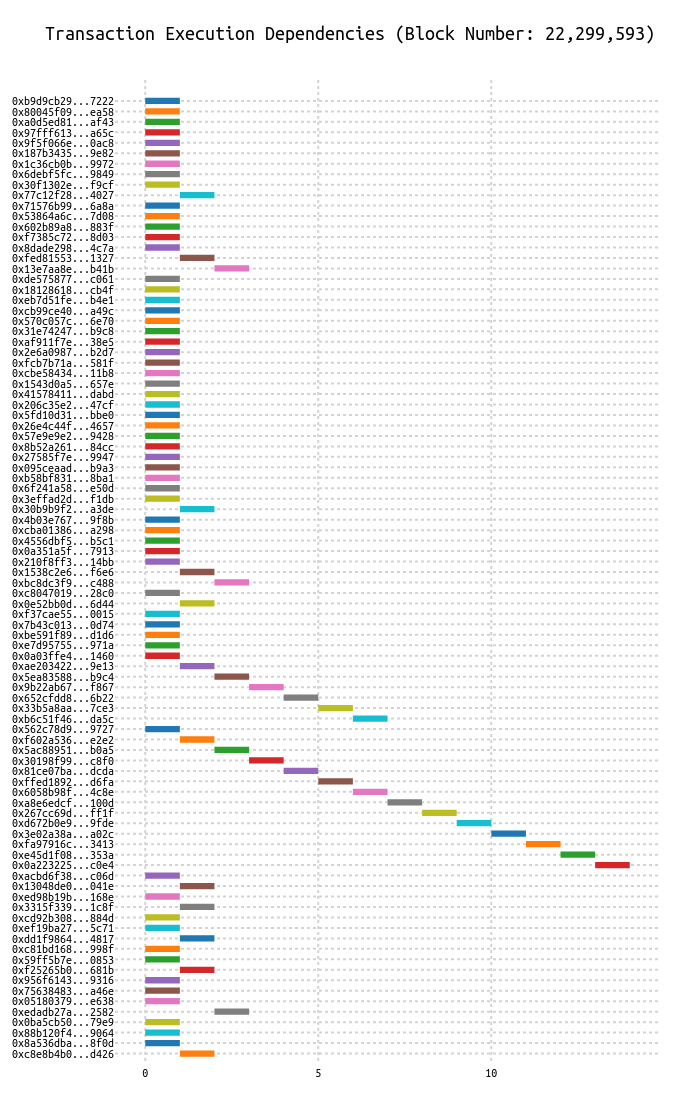 Transaction Execution Dependencies (Block Number: 22,299,593)
0xb9d9cb29...7222
0x80045f09...ea58
0xa0d5ed81...af43
0x97fff613...a65c
0x9f5f066e...0ac8
0x187b3435...9e82
0x1c36cb0b...9972
0x6debf5fc...9849
0x30f1302e...f9cf
0x77c12f28...4027
0x71576b99...6a8a
0x53864a6c...7d08
0x602b89a8...883f
0xf7385c72...8d03
0x8dade298...4c7a
0xfed81553...1327
0x13e7aa8e...b41b
0xde575877...c061
0x18128618...cb4f
0xeb7d51fe...b4e1
0xcb99ce40...a49c
0x570c057c...6e70
0x31e74247...b9c8
0xaf911f7e...38e5
0x2e6a0987...b2d7
0xfcb7b71a...581f
0xcbe58434...11b8
0x1543d0a5...657e
0x41578411...dabd
0x206c35e2...47cf
0x5fd10d31...bbe0
0x26e4c44f...4657
0x57e9e9e2...9428
0x8b52a261...84cc
0x27585f7e...9947
0x095ceaad...b9a3
0xb58bf831...8ba1
0x6f241a58...e50d
0x3effad2d...f1db
0x30b9b9f2...a3de
0x4b03e767...9f8b
0xcba01386...a298
0x4556dbf5...b5c1
0x0a351a5f...7913
0x210f8ff3...14bb
0x1538c2e6...f6e6
0xbc8dc3f9...c488
0xc8047019...28c0
0x0e52bb0d...6d44
0xf37cae55...0015
0x7b43c013...0d74
0xbe591f89...d1d6
0xe7d95755...971a
0x0a03ffe4...1460
0xae203422...9e13
0x5ea83588...b9c4
0x9b22ab67...f867
0x652cfdd8...6b22
0x33b5a8aa...7ce3
0xb6c51f46...da5c
0x562c78d9...9727
0xf602a536...e2e2
0x5ac88951...b0a5
0x30198f99...c8f0
0x81ce07ba...dcda
0xffed1892...d6fa
0x6058b98f...4c8e
0xa8e6edcf...100d
0x267cc69d...ff1f
0xd672b0e9...9fde
0x3e02a38a...a02c
0xfa97916c...3413
0xe45d1f08...353a
0x0a223225...c0e4
0xacbd6f38...c06d
0x13048de0...041e
0xed98b19b...168e
0x3315f339...1c8f
0xcd92b308...884d
0xef19ba27...5c71
0xdd1f9864...4817
0xc81bd168...998f
0x59ff5b7e...0853
0xf25265b0...681b
0x956f6143...9316
0x75638483...a46e
0x05180379...e638
0xedadb27a...2582
0x0ba5cb50...79e9
0x88b120f4...9064
0x8a536dba...8f0d
0xc8e8b4b0...d426
0 5 10